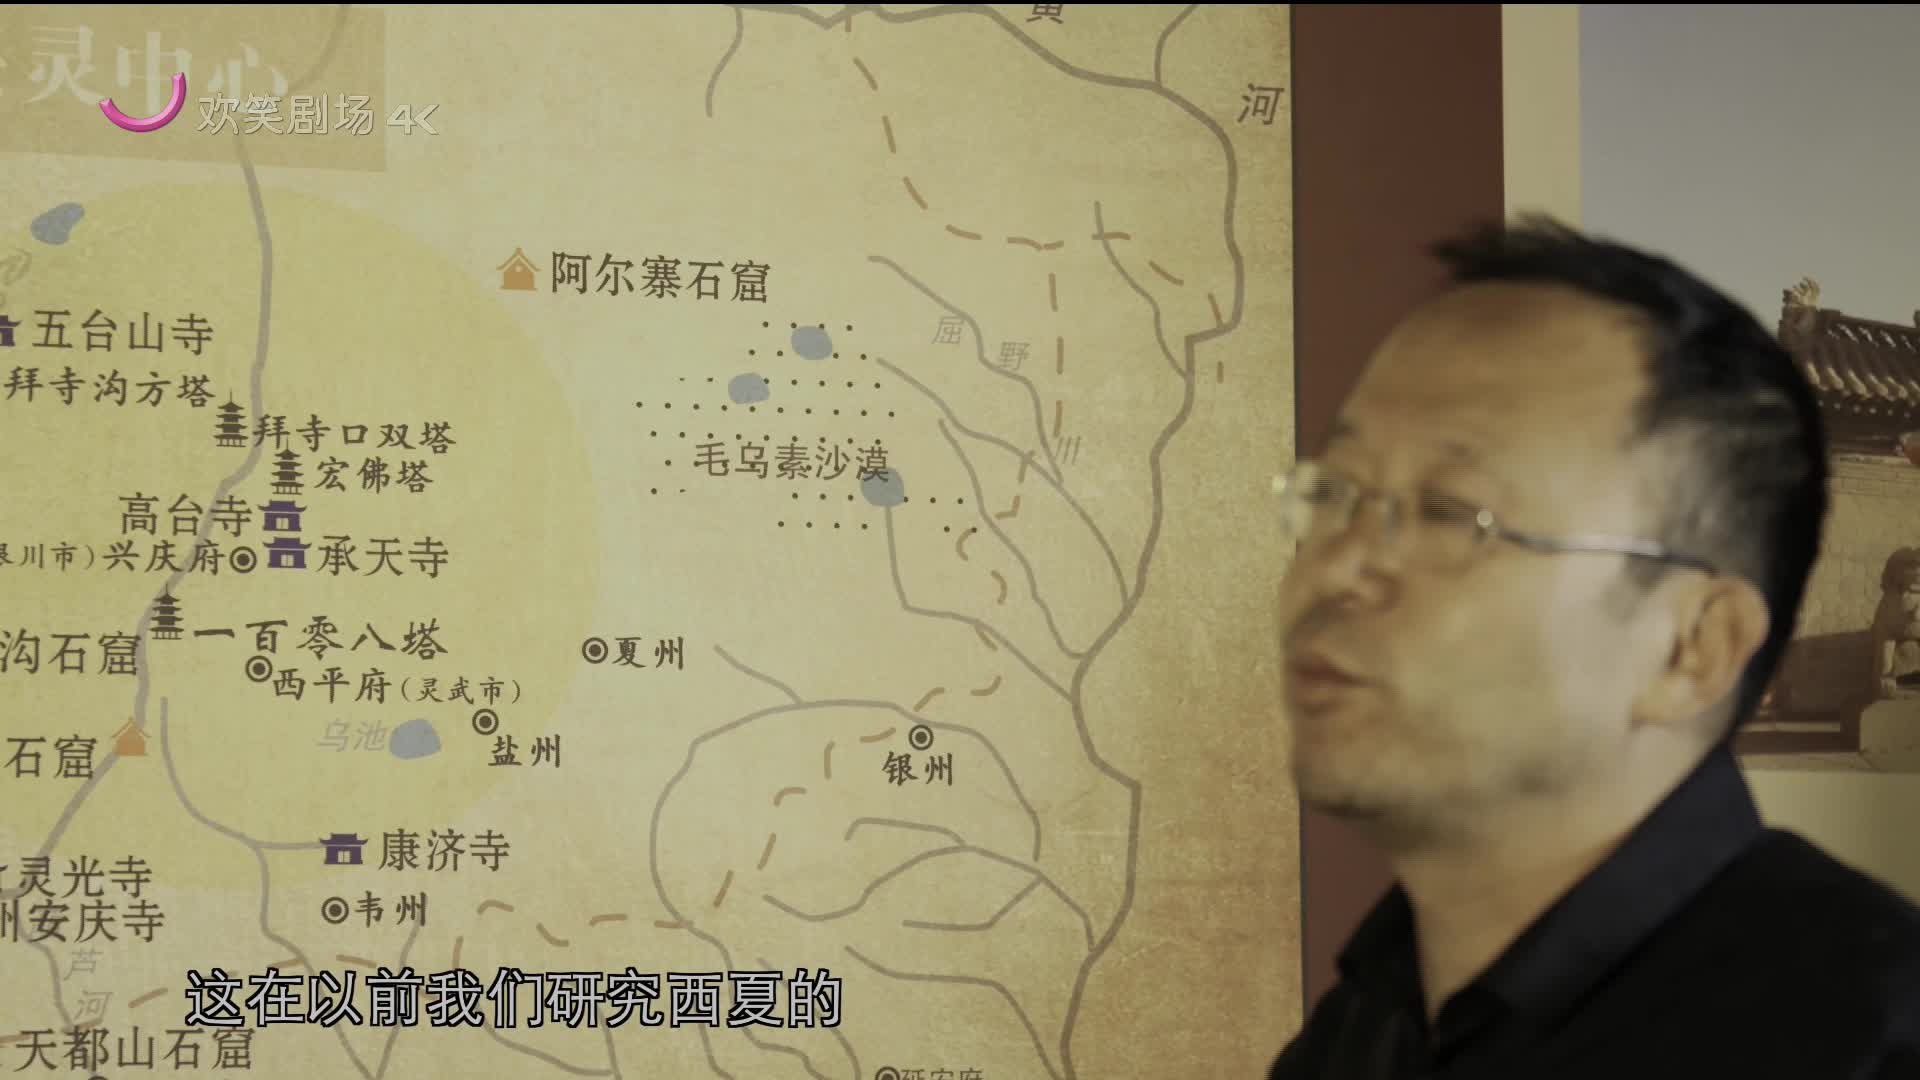 灵中心
欢笑剧场 4K
黄
河
阿尔寨石窟
五台山寺
屈
野
川
拜寺沟方塔
拜寺口双塔
毛乌素沙漠
宏佛塔
高台寺
银川市)兴庆府
承天寺
一百零八塔
沟石窟
夏州
西平府(灵武市)
乌池
盐州
石窟
银州
康济寺
灵光寺
韦州
州安庆寺
芦
河
这在以前我们研究西夏的
天都山石窟
延安府